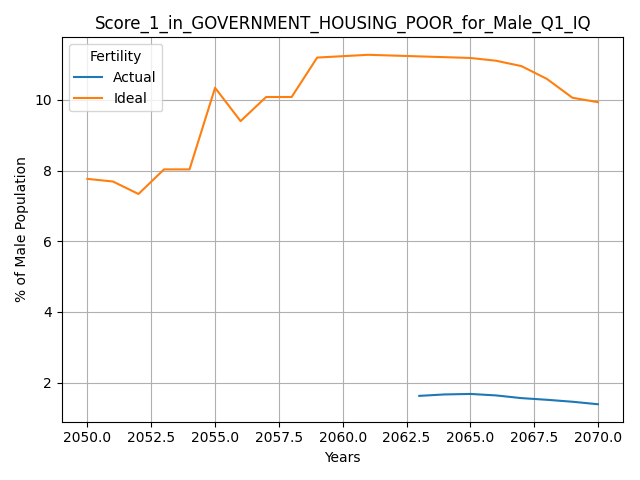 Score_1_in_GOVERNMENT_HOUSING_POOR_for_Male_Q1_IQ
Fertility
Actual
Ideal
% of Male Population
10
8
6
4
2
2050.0 2052.5 2055.0 2057.5 2060.0 2062.5 2065.0 2067.5 2070.0
Years